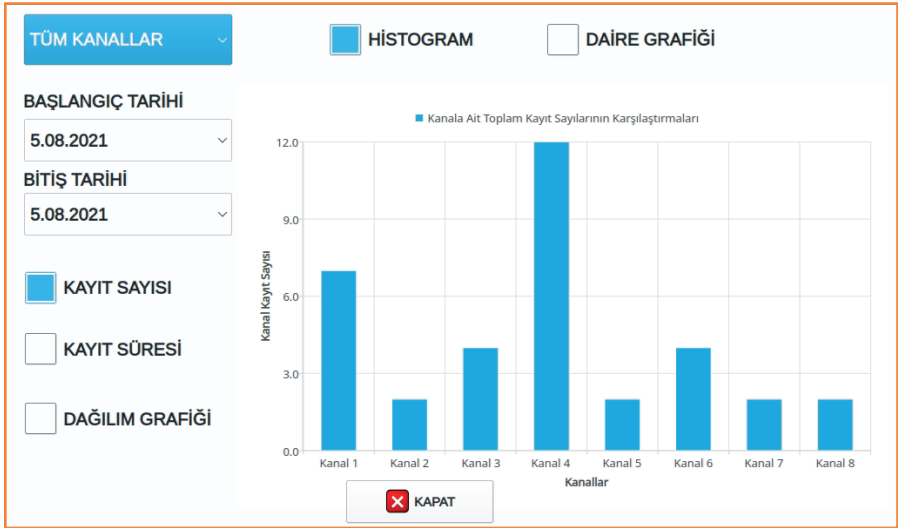 TÜM KANALLAR
HİSTOGRAM
DAİRE GRAFİĞİ
BAŞLANGIÇ TARİHİ
5.08.2021
BİTİŞ TARİHİ
5.08.2021
KAYIT SAYISI
KAYIT SÜRESİ
DAĞILIM GRAFİĞİ
Kanala Ait Toplam Kayıt Sayılarının Karşılaştırmaları
Kanal Kayıt Sayısı
12.0
9.0
6.0
3.0
0.0
Kanal 1 Kanal 2 Kanal 3 Kanal 4 Kanal 5 Kanal 6 Kanal 7 Kanal 8
Kanallar
KAPAT